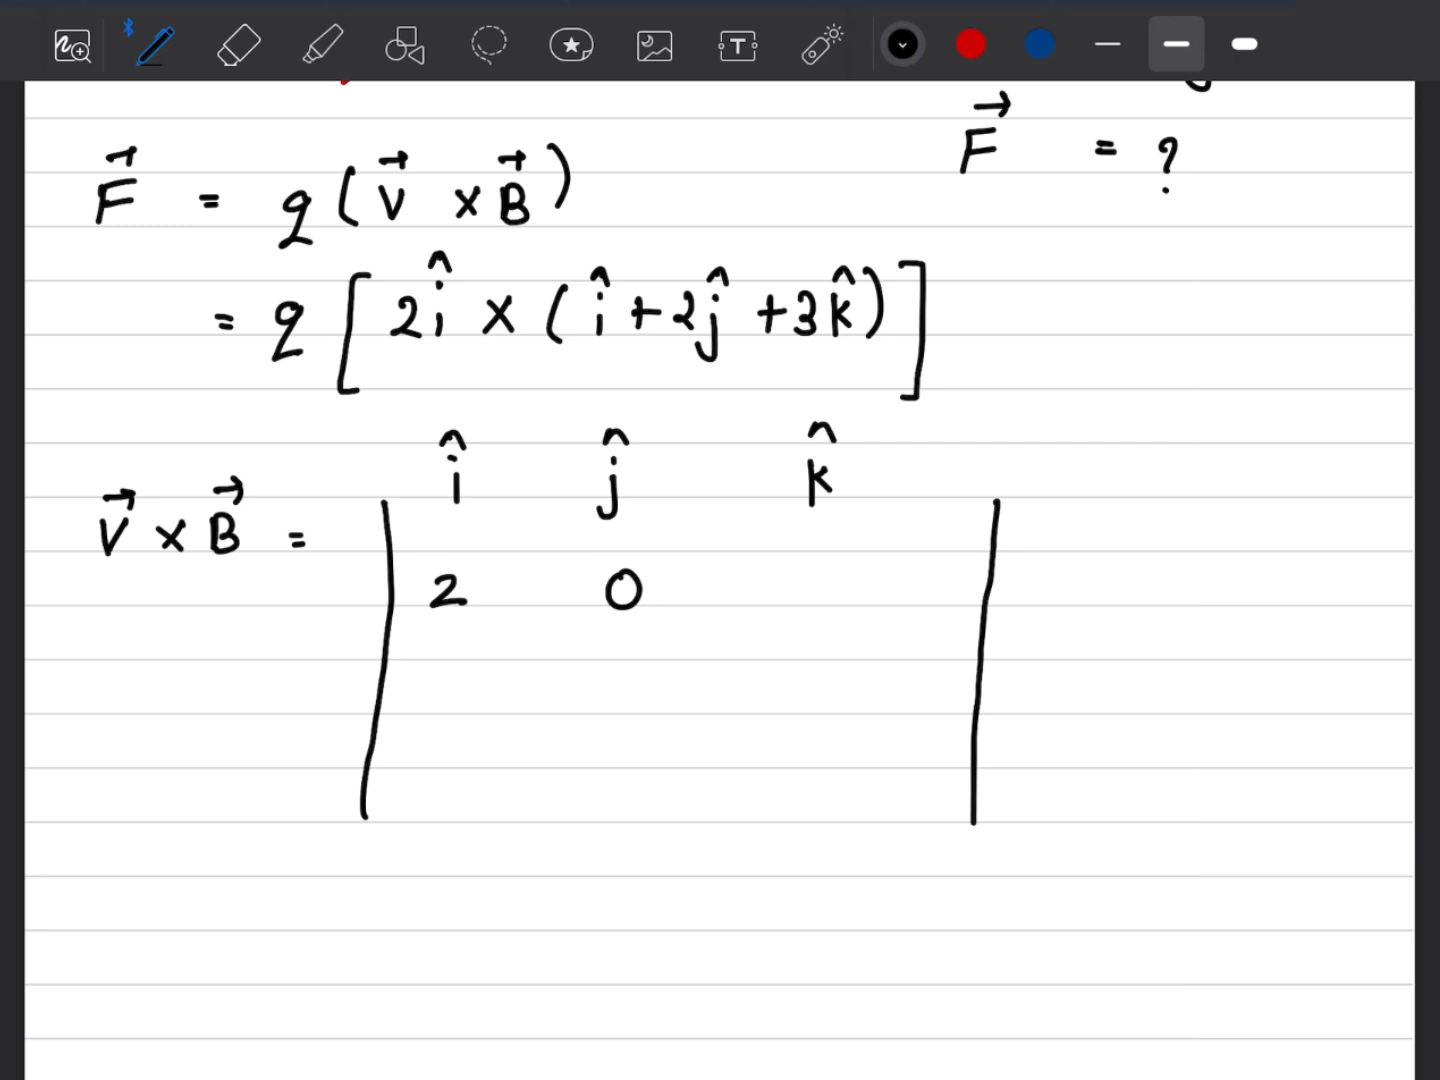 F⃗ = ?
F⃗ = q(v⃗ × B⃗)
= q[2î × (î + 2ĵ + 3k̂)]
î ĵ k̂
V⃗ × B⃗ = | 2 0 |